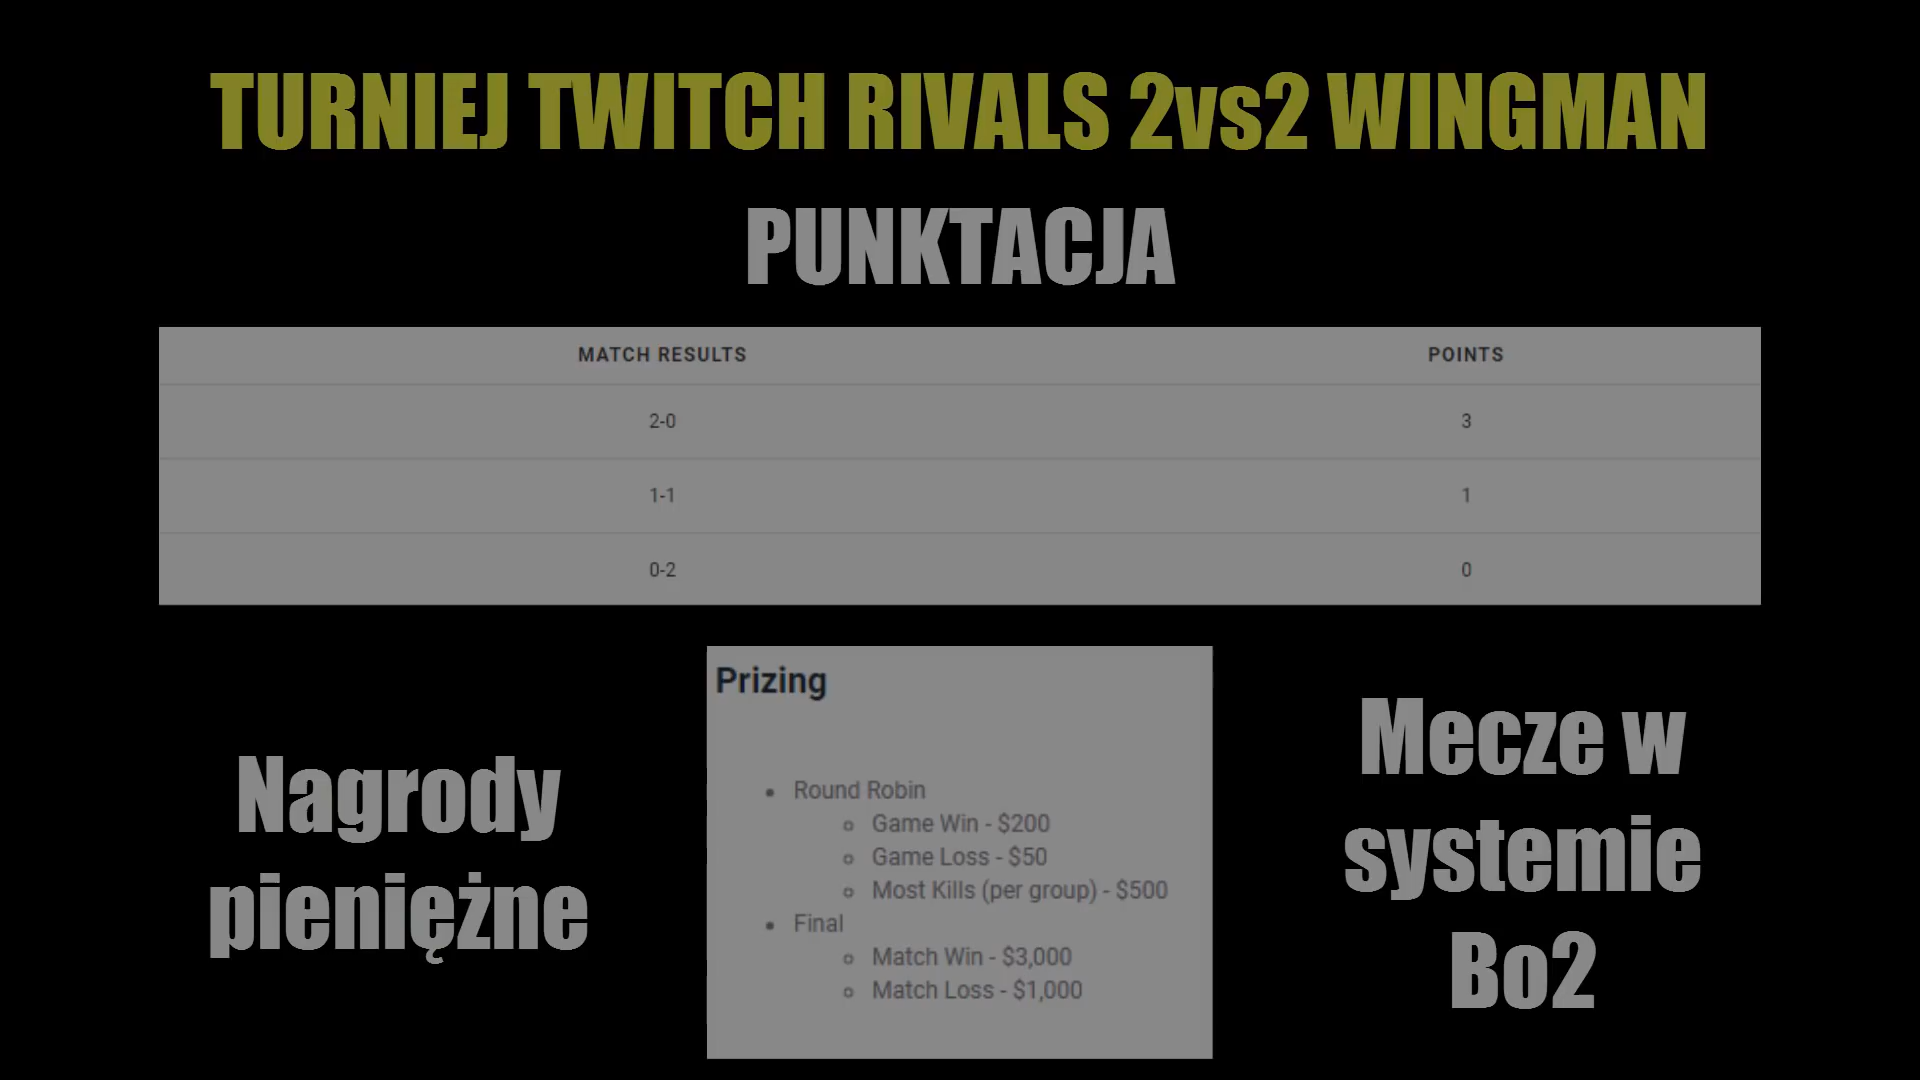 TURNIEJ TWITCH RIVALS 2vs2 WINGMAN
PUNKTACJA
MATCH RESULTS POINTS
2-0 3
1-1 1
0-2 0
Nagrody
pieniężne
Prizing
Round Robin
Game Win - $200
Game Loss - $50
Most Kills (per group) - $500
Final
Match Win - $3,000
Match Loss - $1,000
Mecze w
systemie
Bo2